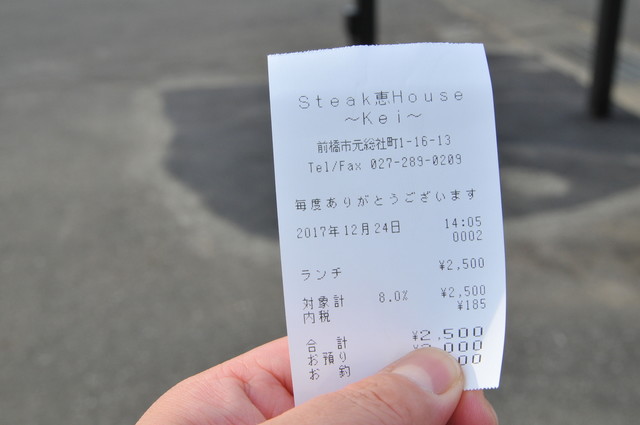 Steak恵House
～Kei～
前橋市元総社町1-16-13
Tel/Fax 027-289-0209
毎度ありがとうございます
2017年12月24日 14:05
0002
ランチ ¥2,500
対象計 8.0% ¥2,500
内税 ¥185
合 計 ¥2,500
お預り 000
お 釣 00